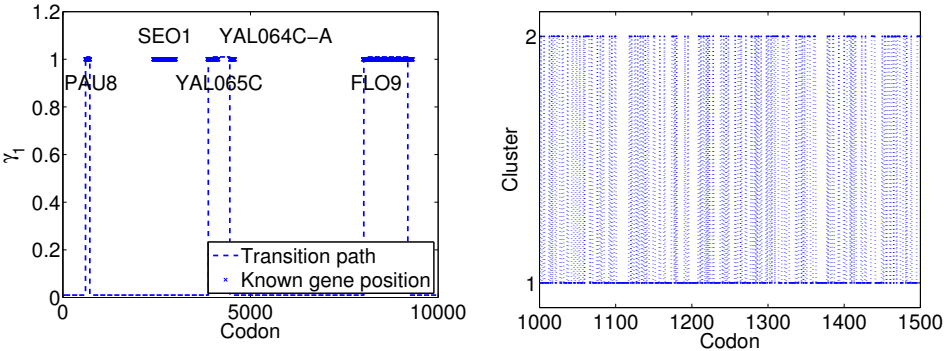 1.2
SEO1
YAL064C-A
1
PAU8
YAL065C
FLO9
0.8
γ1
0.6
0.4
0.2
Transition path
Known gene position
0
0
5000
10000
Codon
2
Cluster
1
1000
1100
1200
1300
1400
1500
Codon